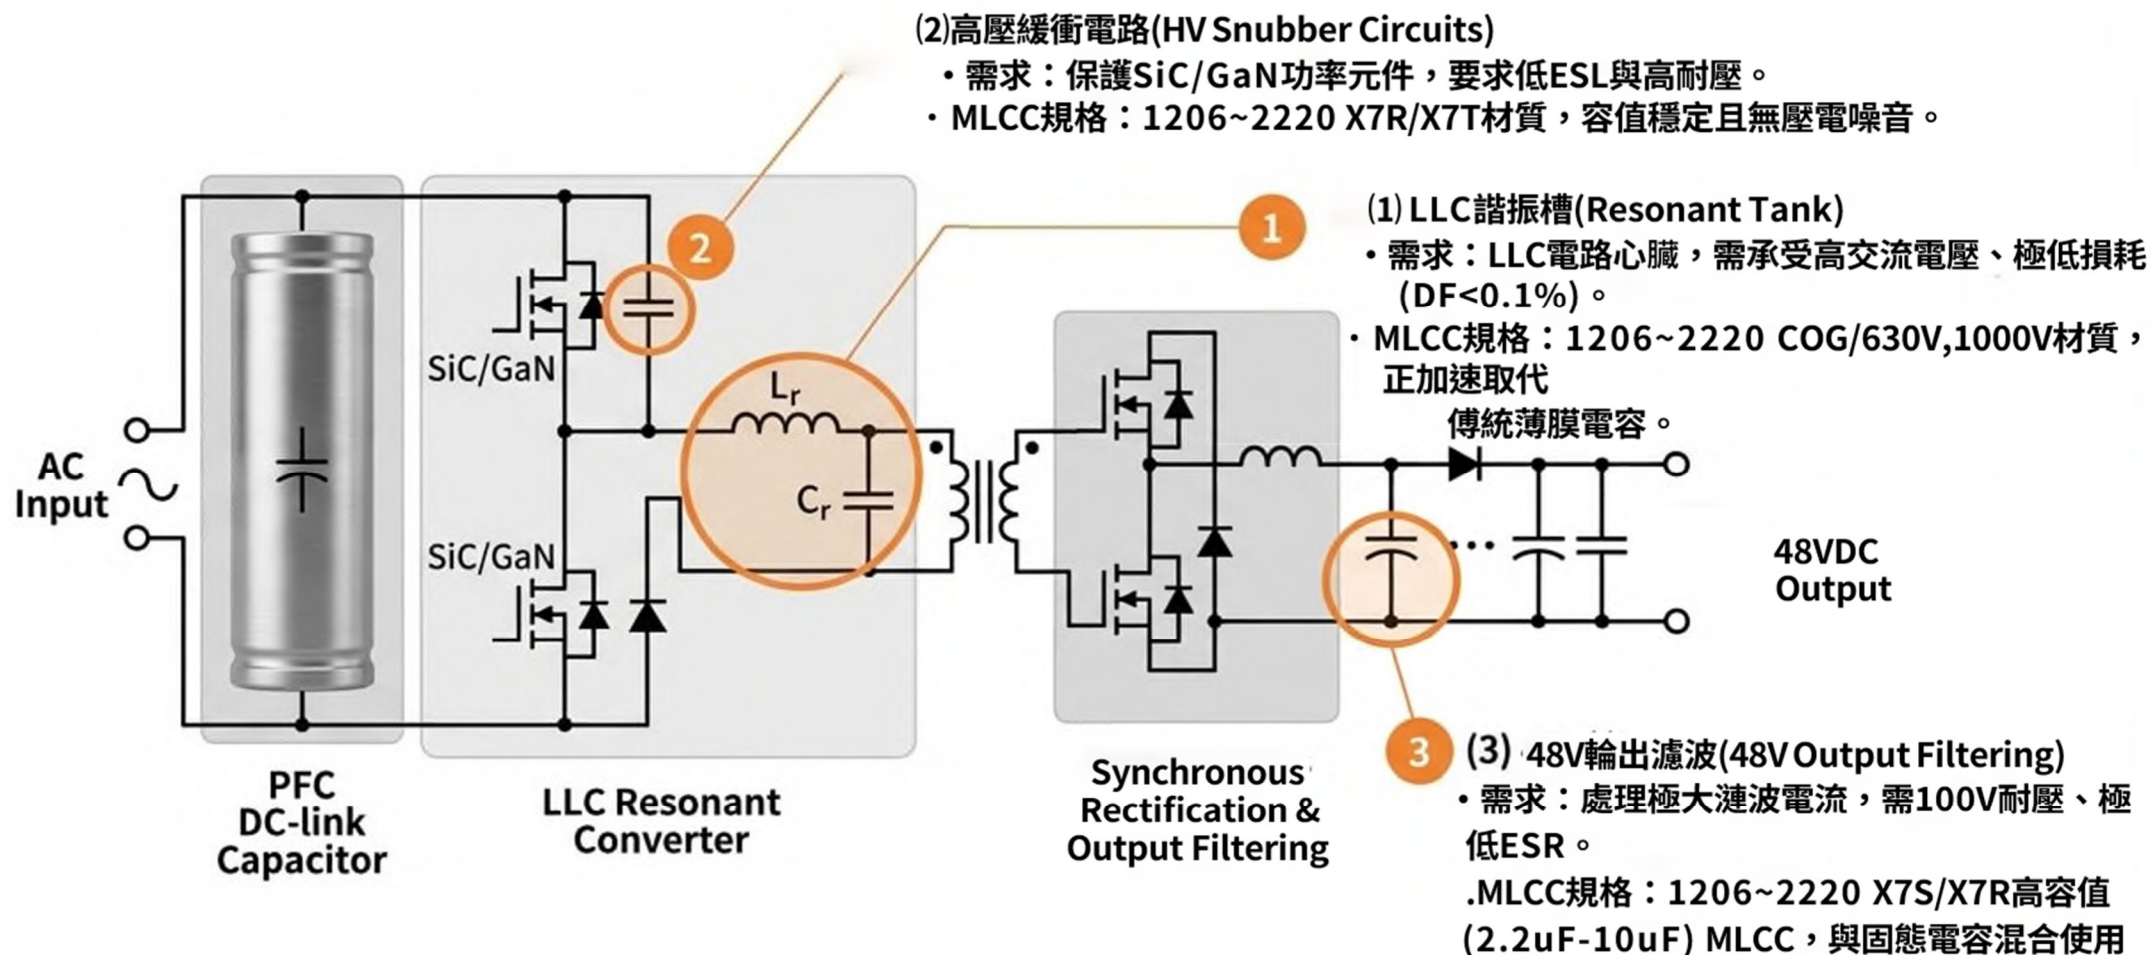 (2)高壓緩衝電路(HV Snubber Circuits)
・需求：保護SiC/GaN功率元件，要求低ESL與高耐壓。
・MLCC規格：1206~2220 X7R/X7T材質，容值穩定且無壓電噪音。
2
1
(1) LLC諧振槽(Resonant Tank)
・需求：LLC電路心臟，需承受高交流電壓、極低損耗
(DF<0.1%)。
・MLCC規格：1206~2220 COG/630V,1000V材質，
正加速取代
傅統薄膜電容。
SiC/GaN
Lr
Cr
SiC/GaN
AC
Input
48VDC
Output
PFC
DC-link
Capacitor
LLC Resonant
Converter
Synchronous
Rectification &
Output Filtering
3
(3) 48V輪出濾波(48V Output Filtering)
・需求：處理極大漣波電流，需100V耐壓、極
低ESR。
.MLCC規格：1206~2220 X7S/X7R高容值
(2.2uF-10uF) MLCC，與固態電容混合使用